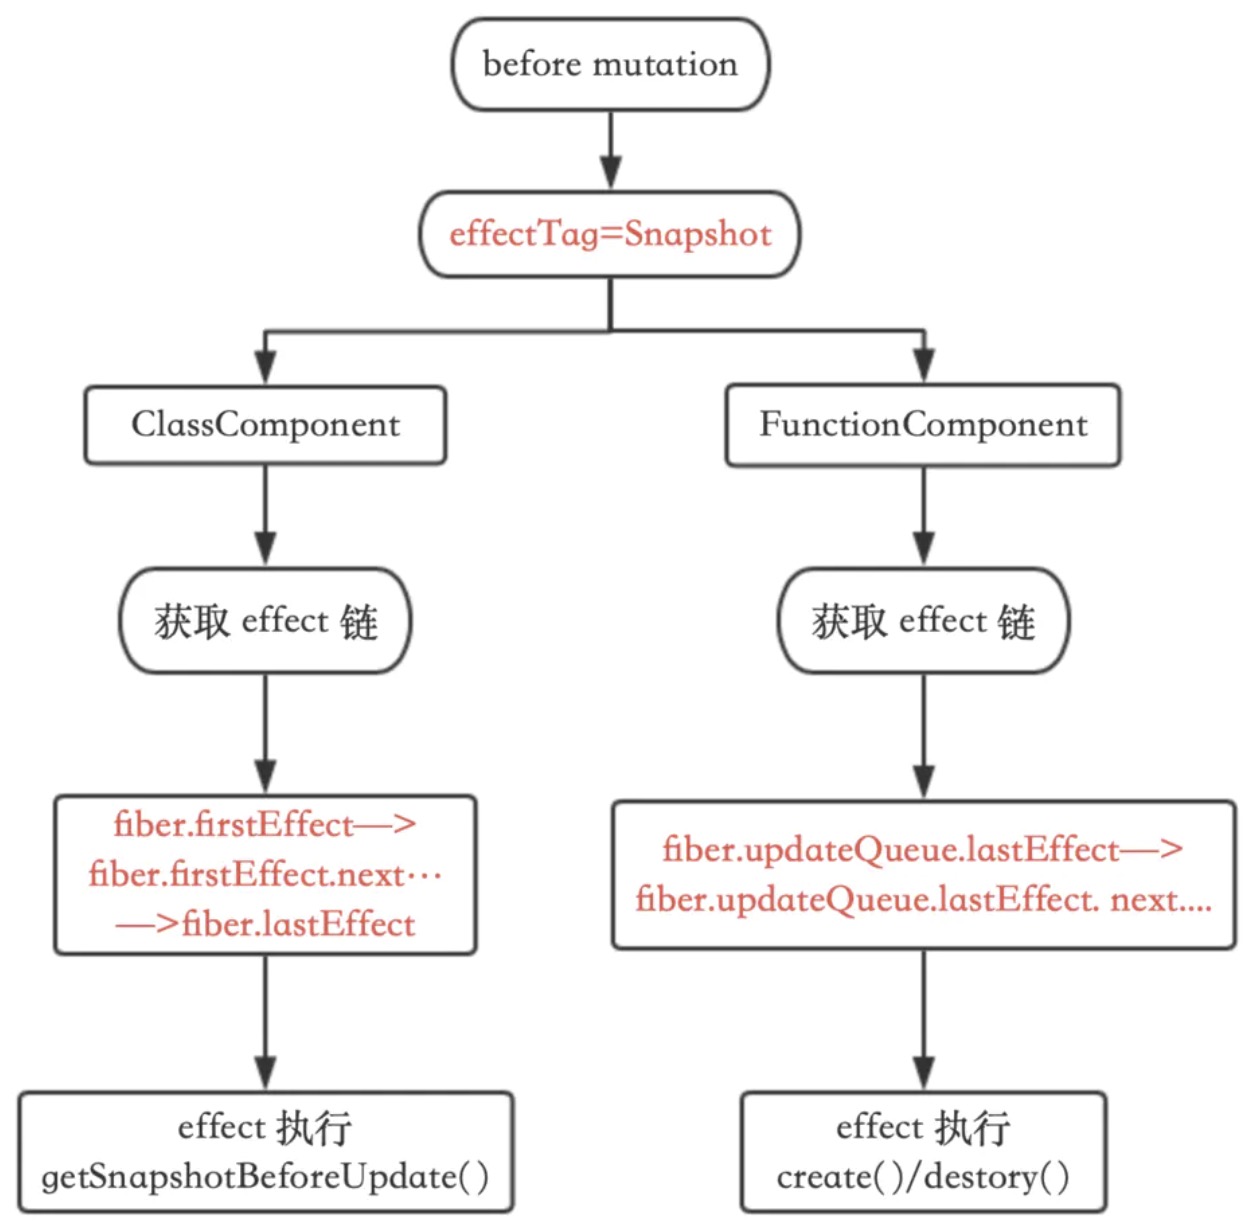 before mutation
effectTag=Snapshot
ClassComponent
FunctionComponent
获取 effect 链
获取 effect 链
fiber.firstEffect—>
fiber.firstEffect.next···
—>fiber.lastEffect
fiber.updateQueue.lastEffect—>
fiber.updateQueue.lastEffect. next....
effect 执行
getSnapshotBeforeUpdate()
effect 执行
create()/destory()